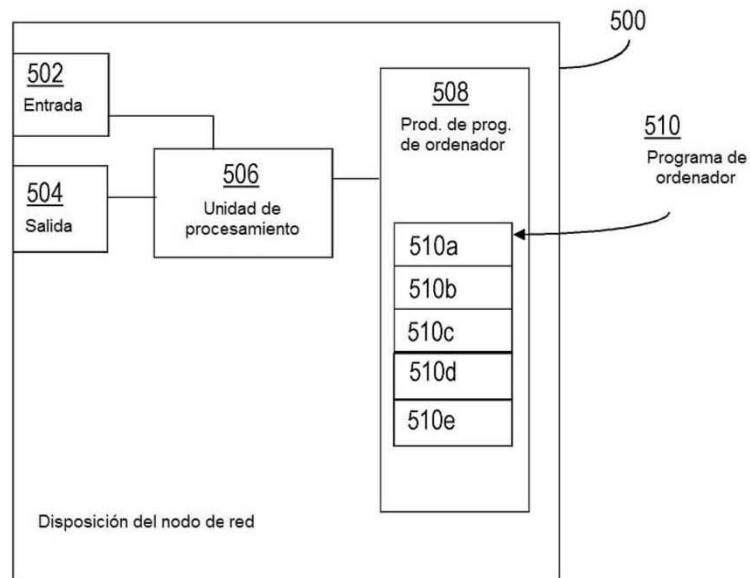 500
502
Entrada
504
Salida
506
Unidad de
procesamiento
508
Prod. de prog.
de ordenador
510
Programa de
ordenador
510a
510b
510c
510d
510e
Disposición del nodo de red